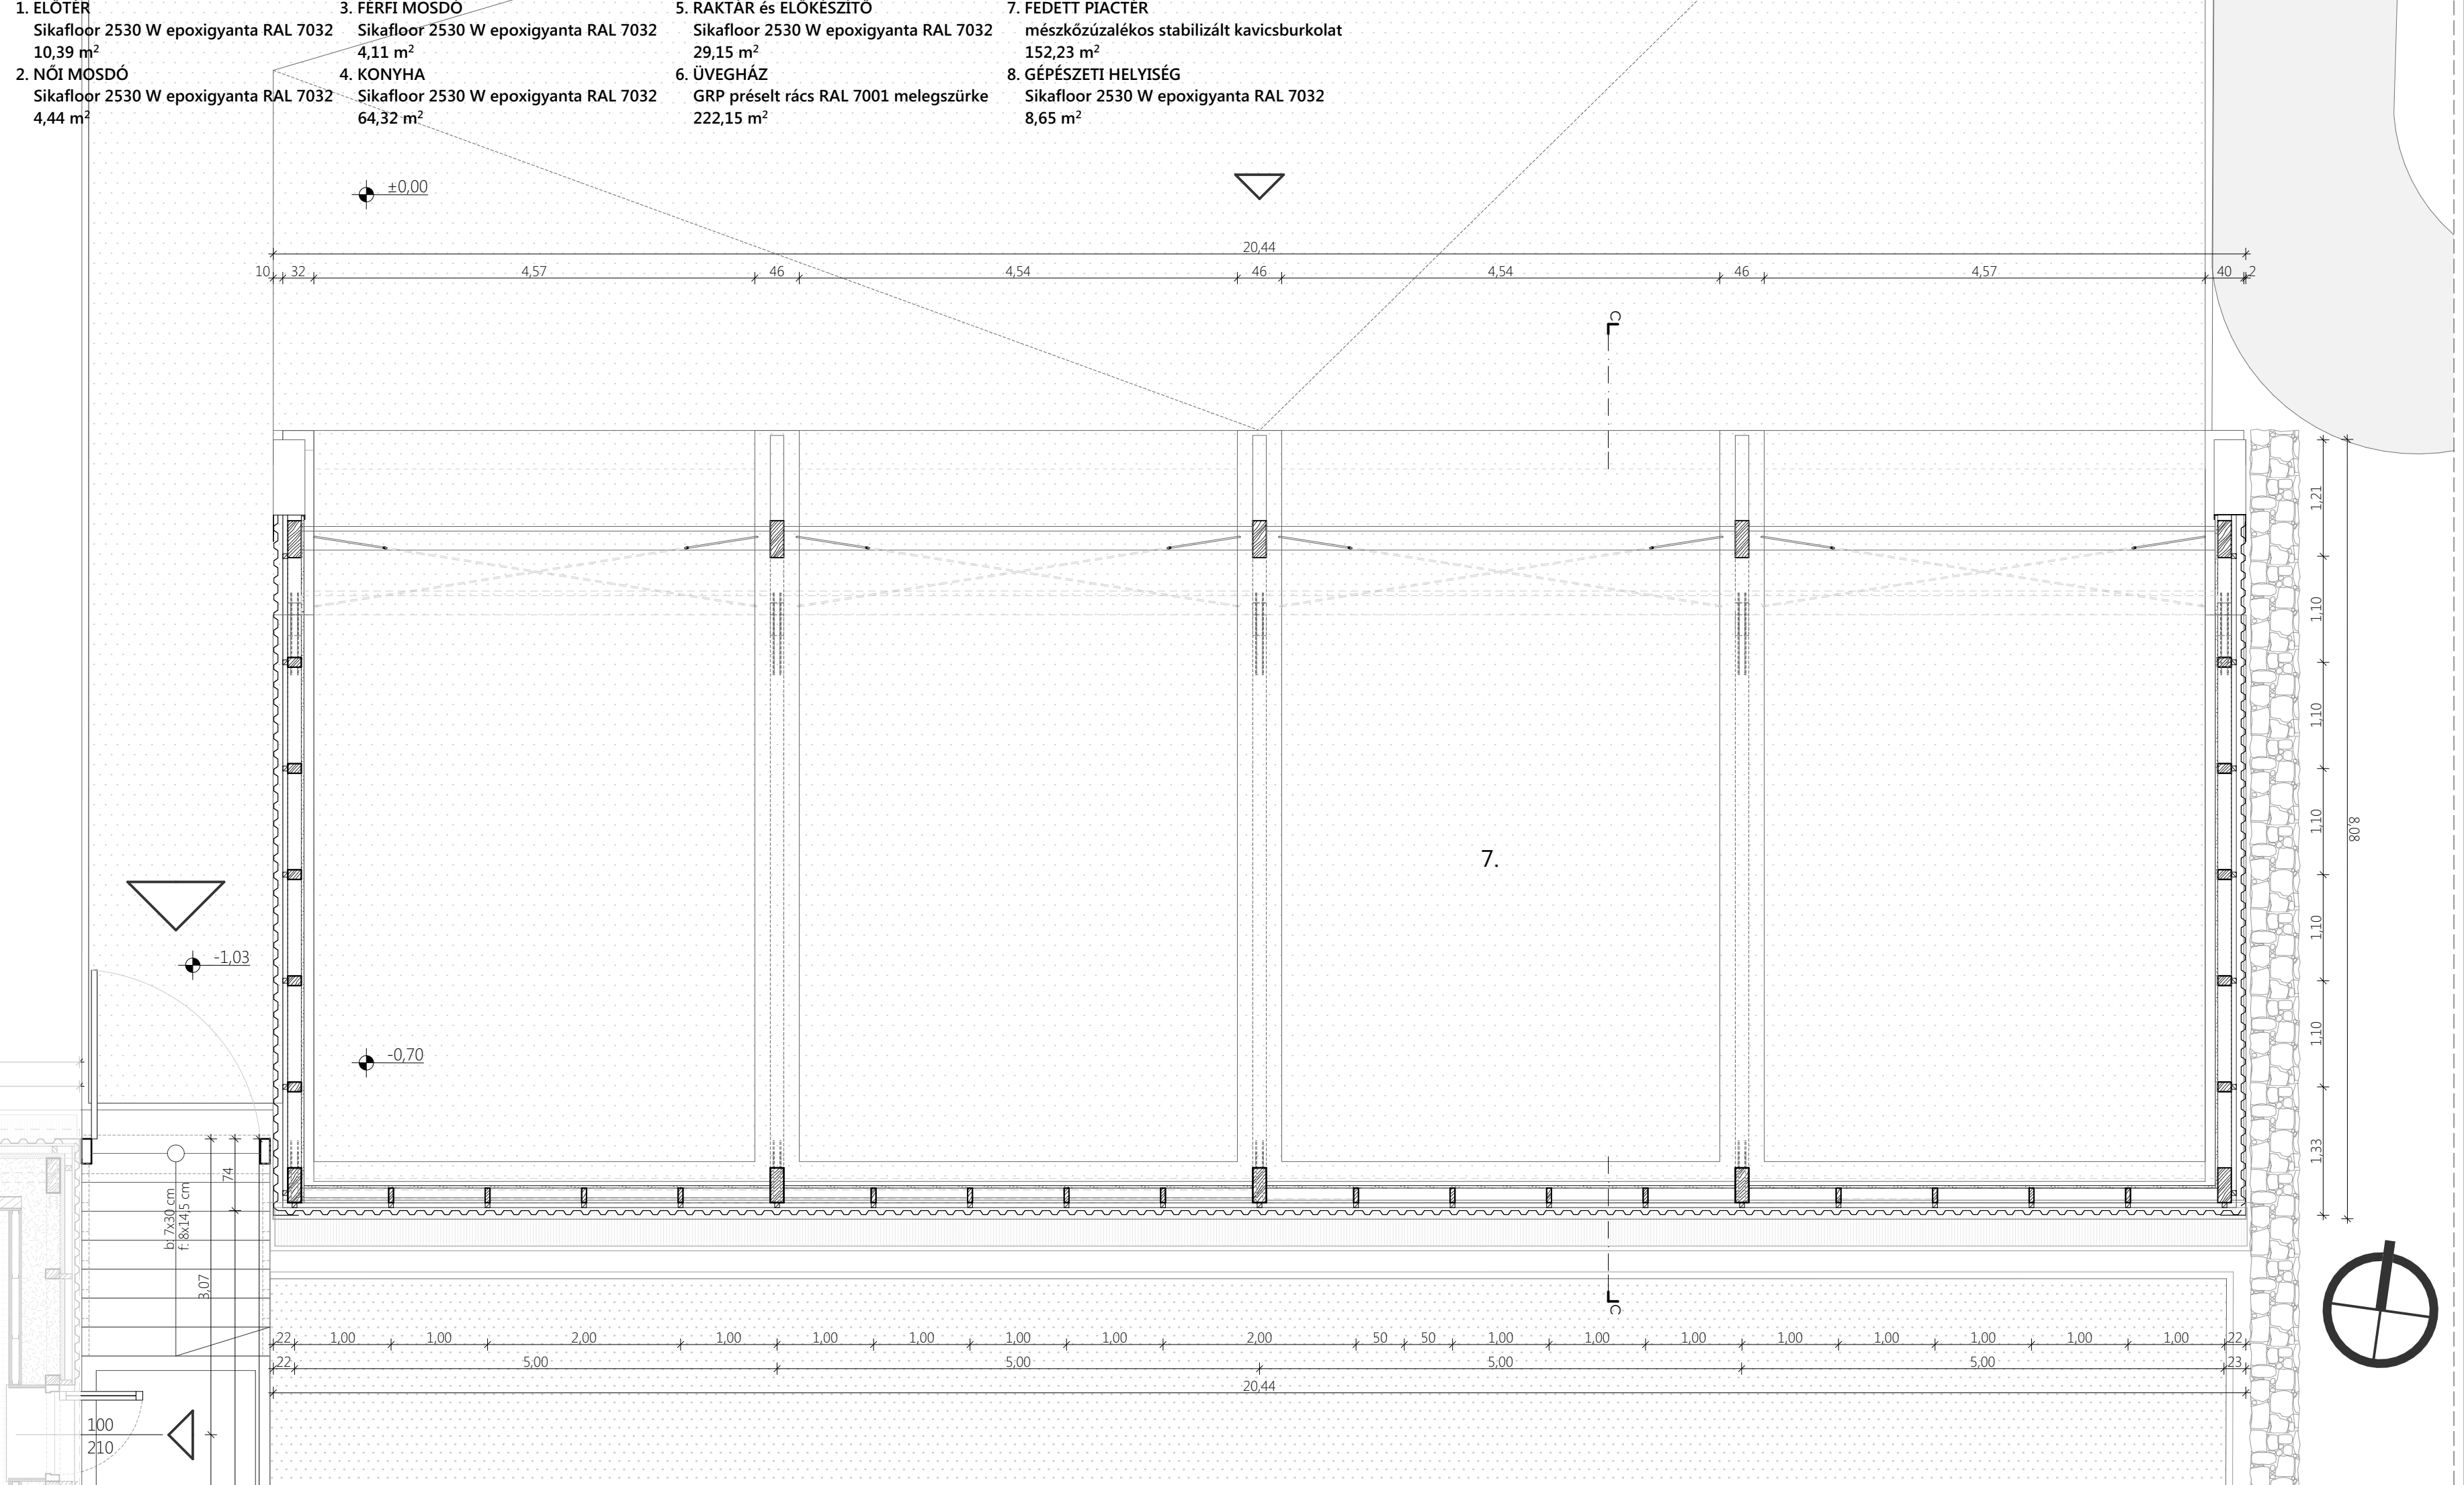 1. ELŐTÉR
Sikafloor 2530 W epoxigyanta RAL 7032
10,39 m²
2. NŐI MOSDÓ
Sikafloor 2530 W epoxigyanta RAL 7032
4,44 m²
3. FÉRFI MOSDÓ
Sikafloor 2530 W epoxigyanta RAL 7032
4,11 m²
4. KONYHA
Sikafloor 2530 W epoxigyanta RAL 7032
64,32 m²
5. RAKTÁR és ELŐKÉSZÍTŐ
Sikafloor 2530 W epoxigyanta RAL 7032
29,15 m²
6. ÜVEGHÁZ
GRP préselt rács RAL 7001 melegszürke
222,15 m²
7. FEDETT PIACTÉR
mészkőzúzalékos stabilizált kavicsburkolat
152,23 m²
8. GÉPÉSZETI HELYISÉG
Sikafloor 2530 W epoxigyanta RAL 7032
8,65 m²
±0,00
20,44
10 32 4,57 46 4,54 46 4,54 46 4,57 40 2
C
1,21
1,10
1,10
1,10
1,10
1,10
1,33
8,08
7.
-1,03
-0,70
74
b: 7x30 cm
f: 8x14,5 cm
3,07
C
22 1,00 1,00 2,00 1,00 1,00 1,00 1,00 1,00 2,00 50 50 1,00 1,00 1,00 1,00 1,00 1,00 1,00 1,00 22
22 5,00 5,00 5,00 5,00 23
20,44
100
210